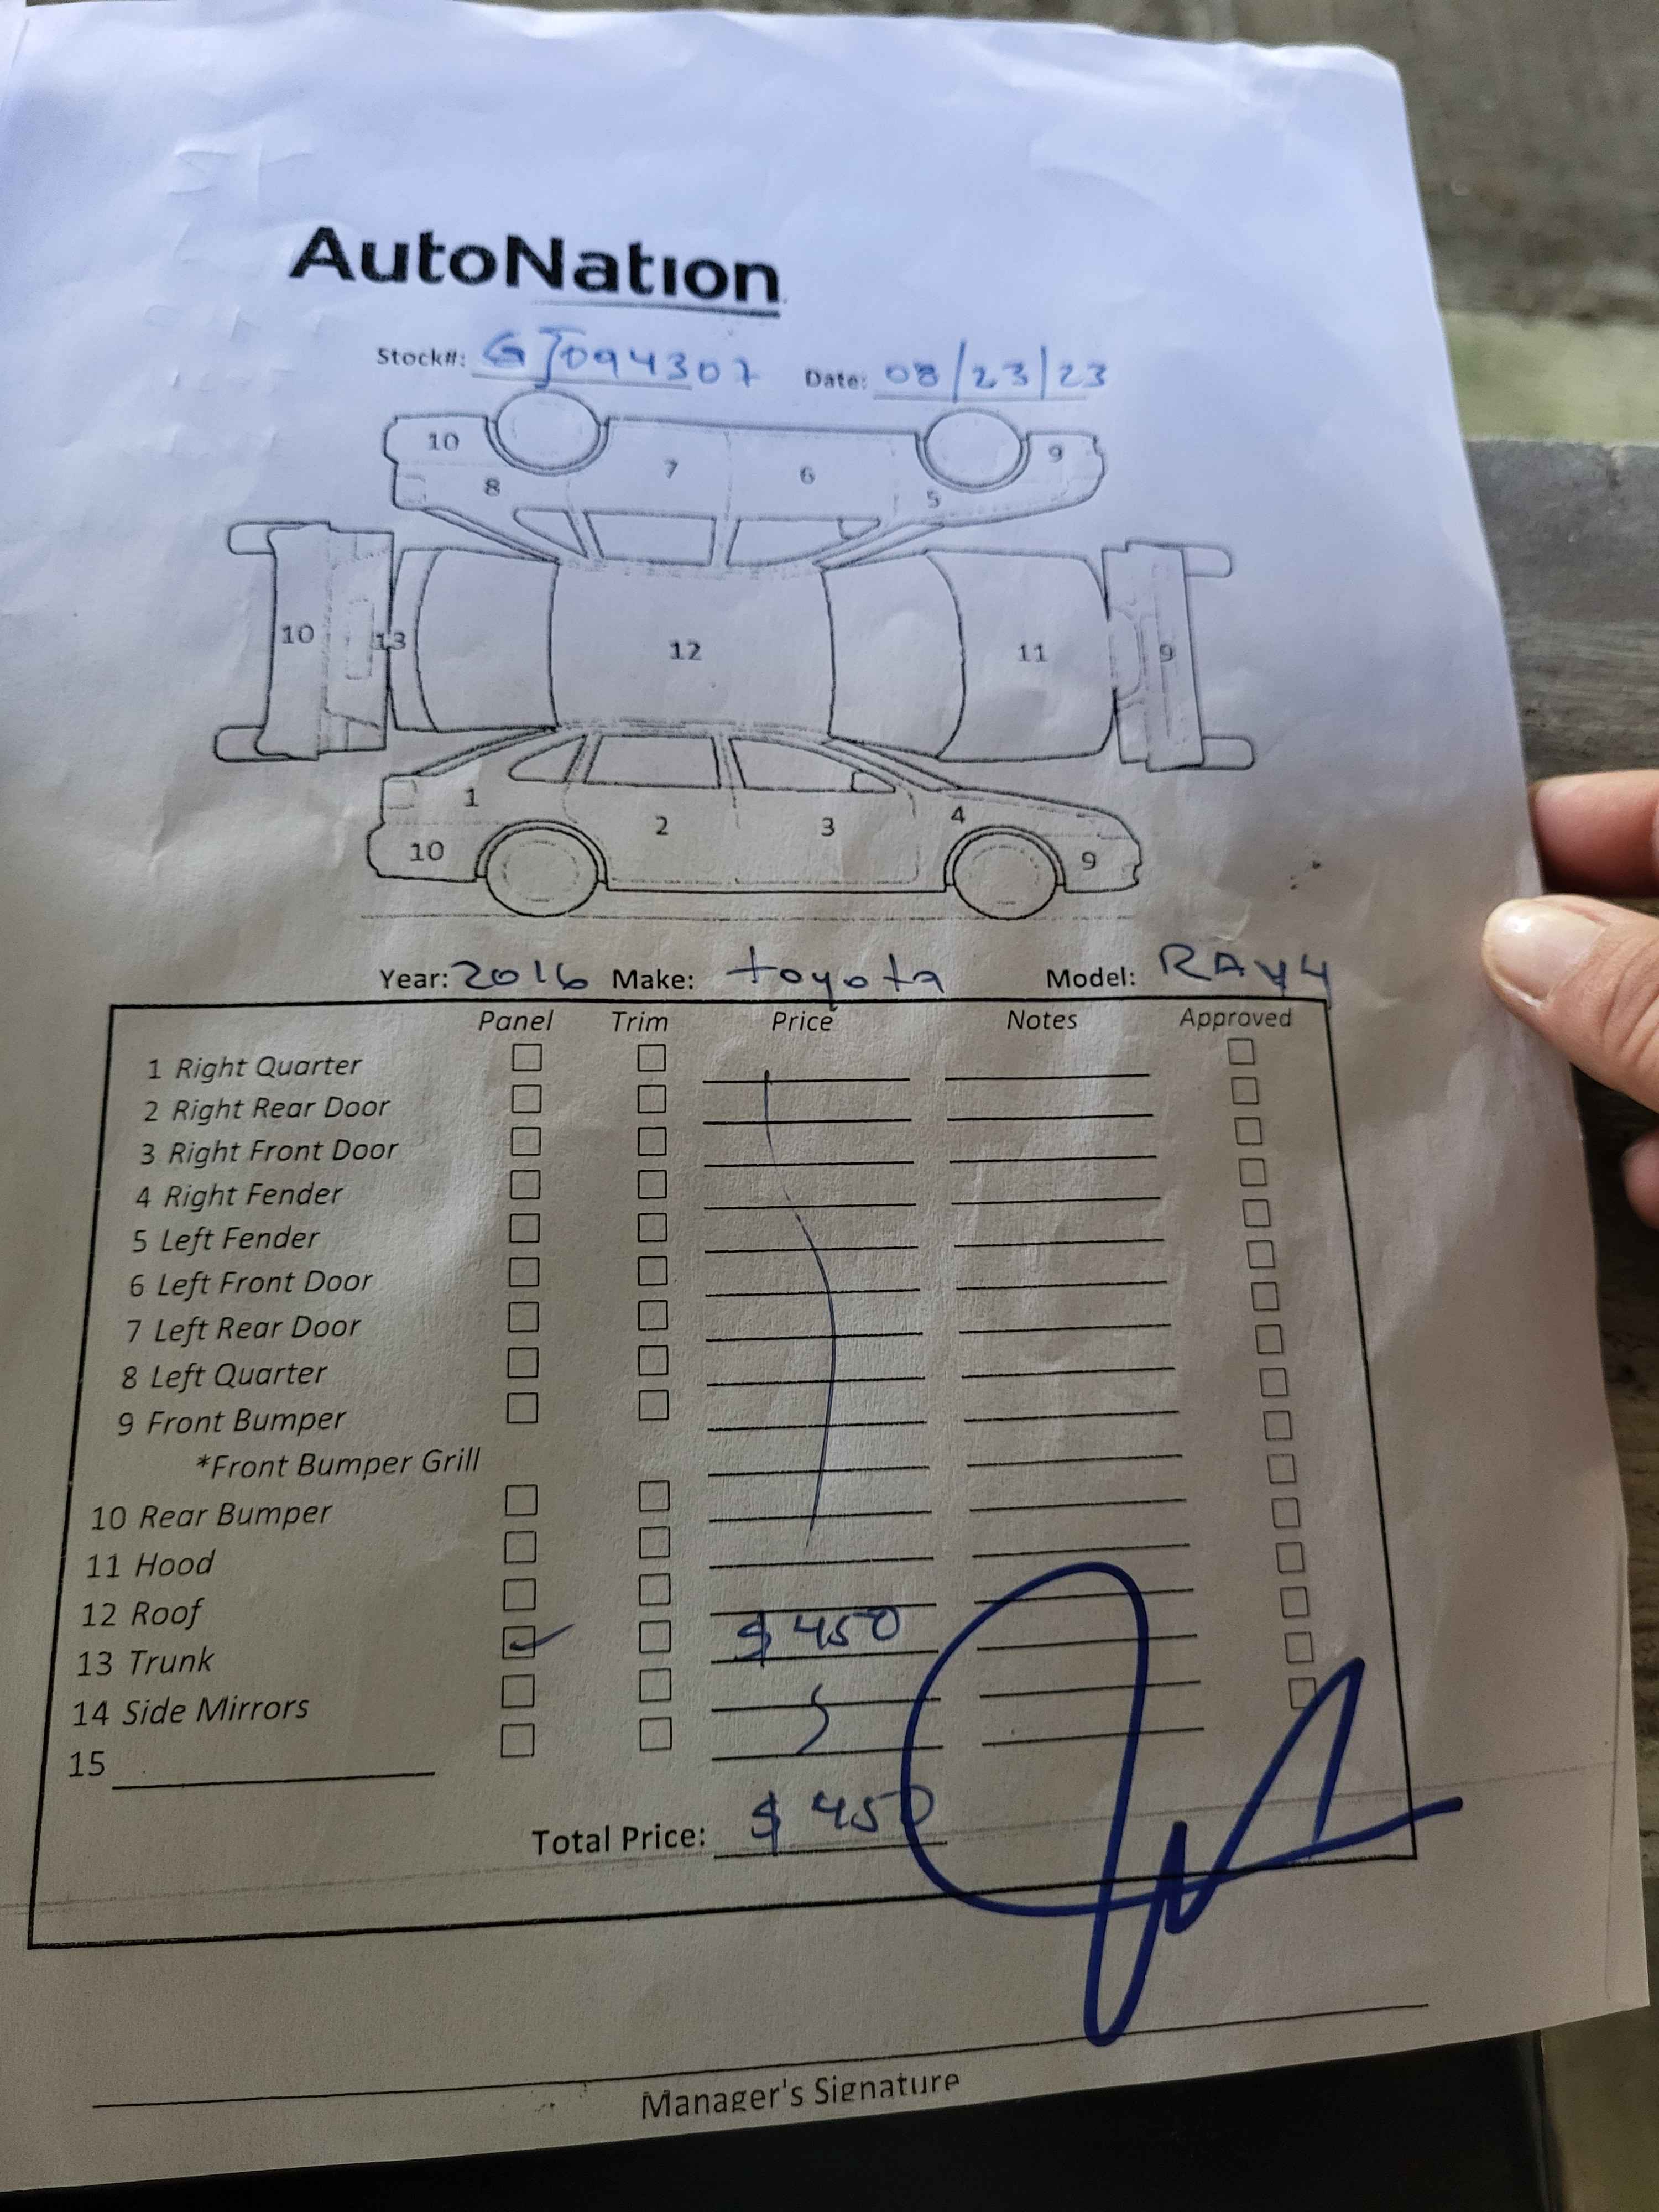 AutoNation
Stock#: GJ094307 Date: 08/23/23
10 9
8 7 6 5
10 13 12 11 9
1 2 3 4
10 9
Year: 2016 Make: toyota Model: RAV4
Panel Trim Price Notes Approved
1 Right Quarter
2 Right Rear Door
3 Right Front Door
4 Right Fender
5 Left Fender
6 Left Front Door
7 Left Rear Door
8 Left Quarter
9 Front Bumper
*Front Bumper Grill
10 Rear Bumper
11 Hood
12 Roof
13 Trunk $450
14 Side Mirrors
15
Total Price: $450
Manager's Signature